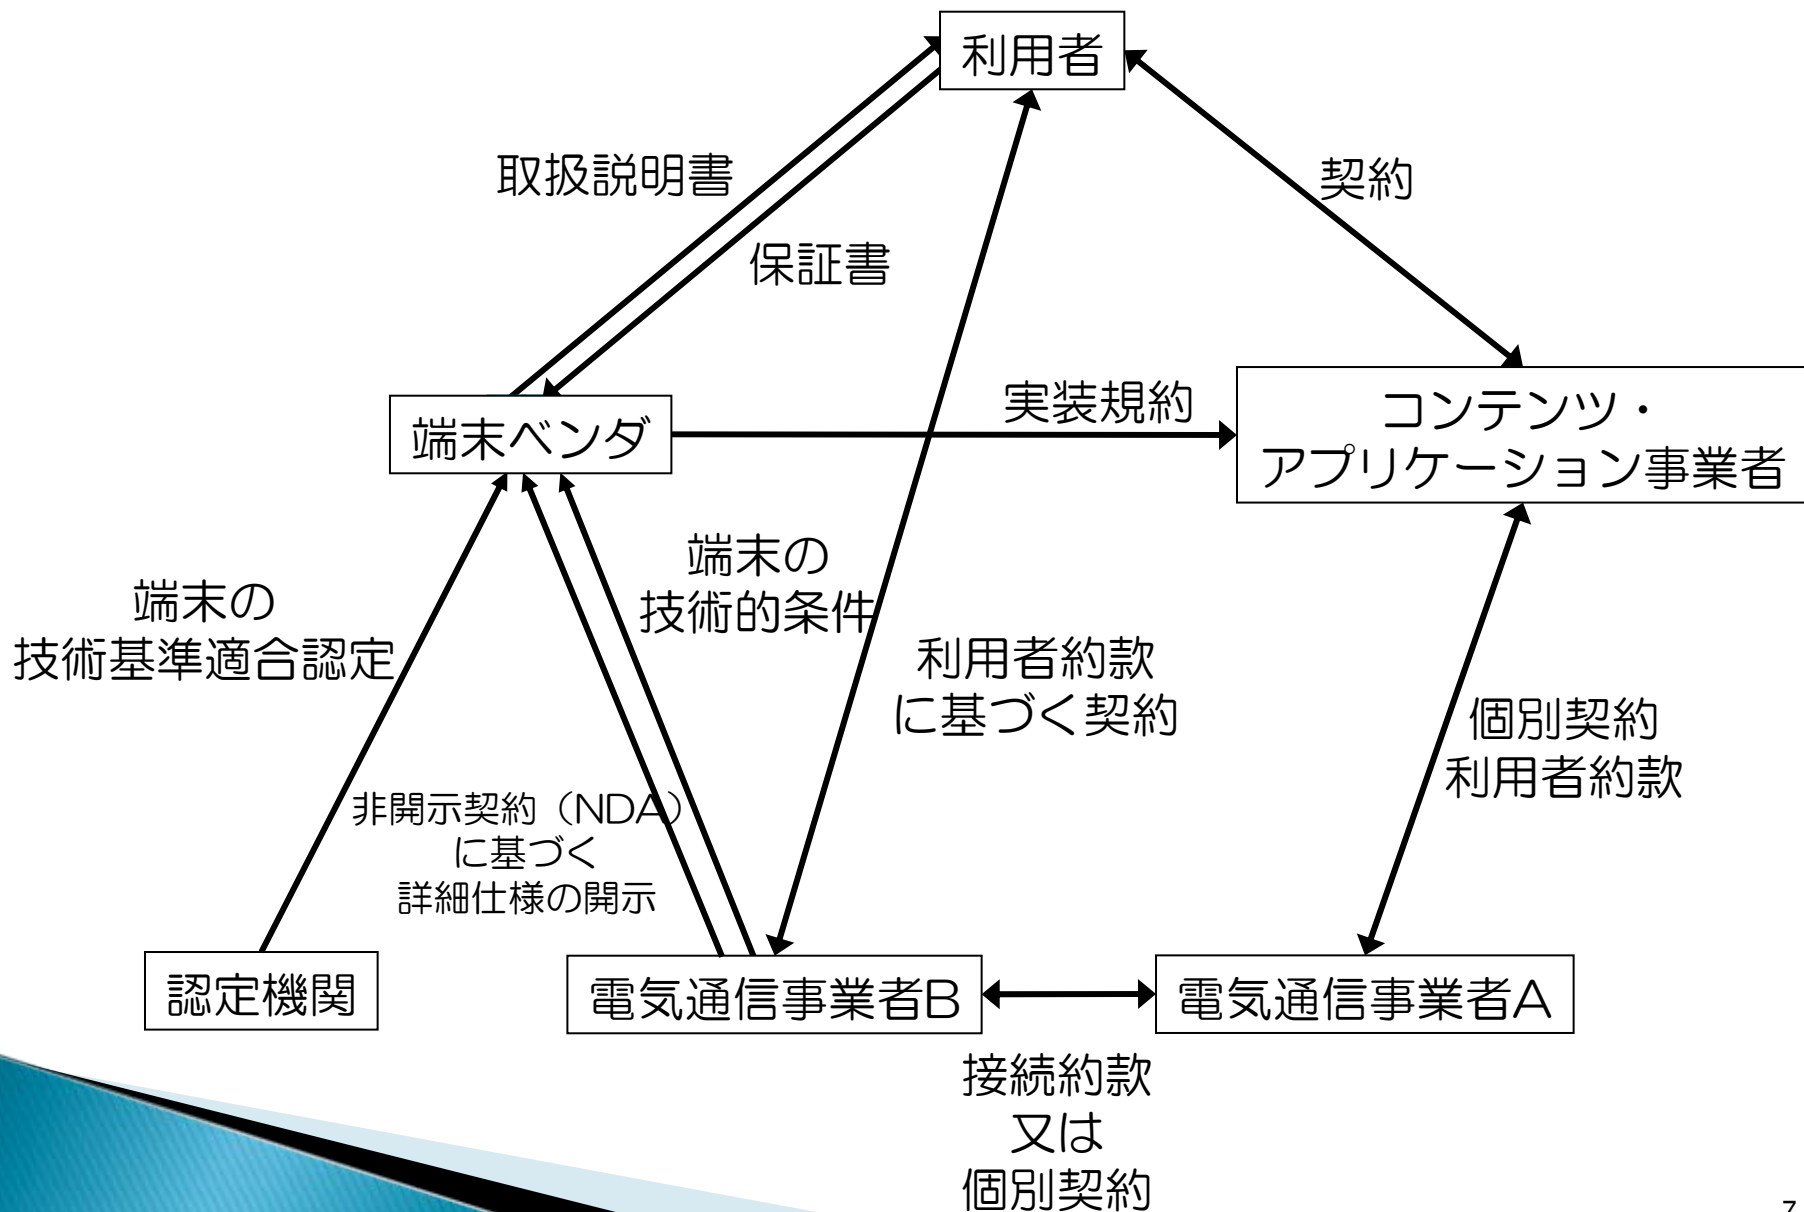 利用者
取扱説明書
契約
保証書
端末ベンダ
実装規約
コンテンツ・
アプリケーション事業者
端末の
技術的条件
端末の
技術基準適合認定
利用者約款
に基づく契約
個別契約
利用者約款
非開示契約（NDA）
に基づく
詳細仕様の開示
認定機関
電気通信事業者B
電気通信事業者A
接続約款
又は
個別契約
7